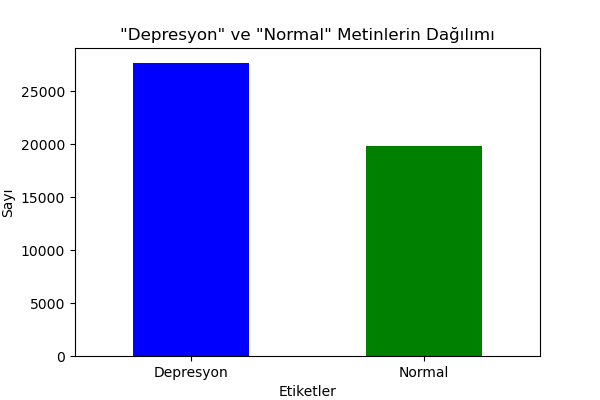 "Depresyon" ve "Normal" Metinlerin Dağılımı
25000
20000
15000
10000
5000
0
Sayı
Depresyon
Normal
Etiketler